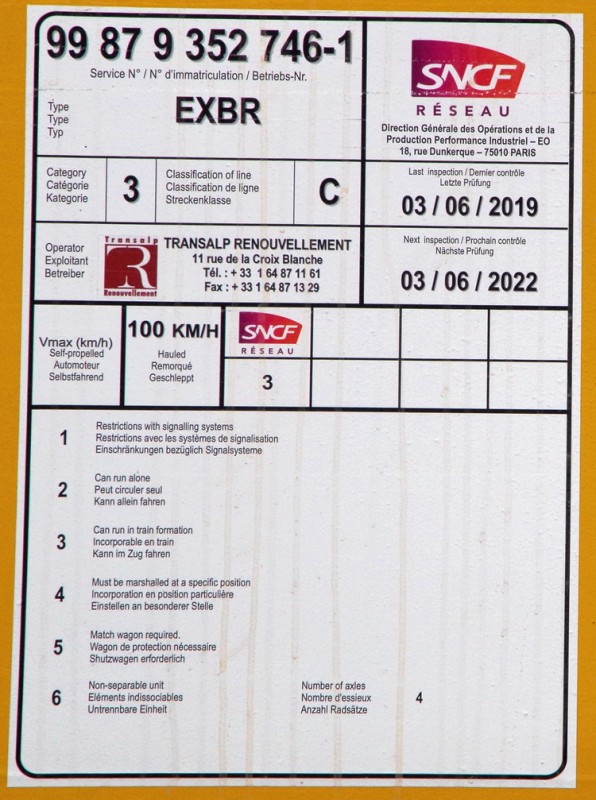 99 87 9 352 746-1
Service N° / N° d'immatriculation / Betriebs-Nr.
Type
Type
Typ
EXBR
SNCF
RÉSEAU
Direction Générale des Opérations et de la
Production Performance Industriel – EO
18, rue Dunkerque – 75010 PARIS
Category
Catégorie
Kategorie
3
Classification of line
Classification de ligne
Streckenklasse
C
Last inspection / Dernier contrôle
Letzte Prüfung
03 / 06 / 2019
Operator
Exploitant
Betreiber
Transalp
R
Renouvellement
TRANSALP RENOUVELLEMENT
11 rue de la Croix Blanche
Tél. : + 33 1 64 87 11 61
Fax : + 33 1 64 87 13 29
Next inspection / Prochain contrôle
Nächste Prüfung
03 / 06 / 2022
Vmax (km/h)
Self-propelled
Automoteur
Selbstfahrend
100 KM/H
Hauled
Remorqué
Geschleppt
SNCF
RÉSEAU
3
1
Restrictions with signalling systems
Restrictions avec les systèmes de signalisation
Einschränkungen bezüglich Signalsysteme
2
Can run alone
Peut circuler seul
Kann allein fahren
3
Can run in train formation
Incorporable en train
Kann im Zug fahren
4
Must be marshalled at a specific position
Incorporation en position particulière
Einstellen an besonderer Stelle
5
Match wagon required.
Wagon de protection nécessaire
Shutzwagen erforderlich
6
Non-separable unit
Eléments indissociables
Untrennbare Einheit
Number of axles
Nombre d'essieux
Anzahl Radsätze
4